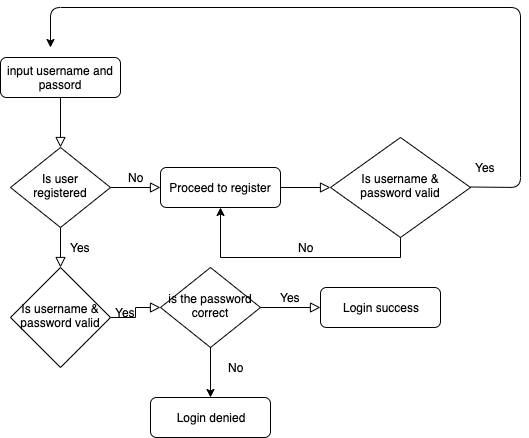 input username and
passord
Is user
registered
No
Proceed to register
Is username &
password valid
Yes
No
Yes
Is username &
password valid
Yes
is the password
correct
Yes
Login success
No
Login denied